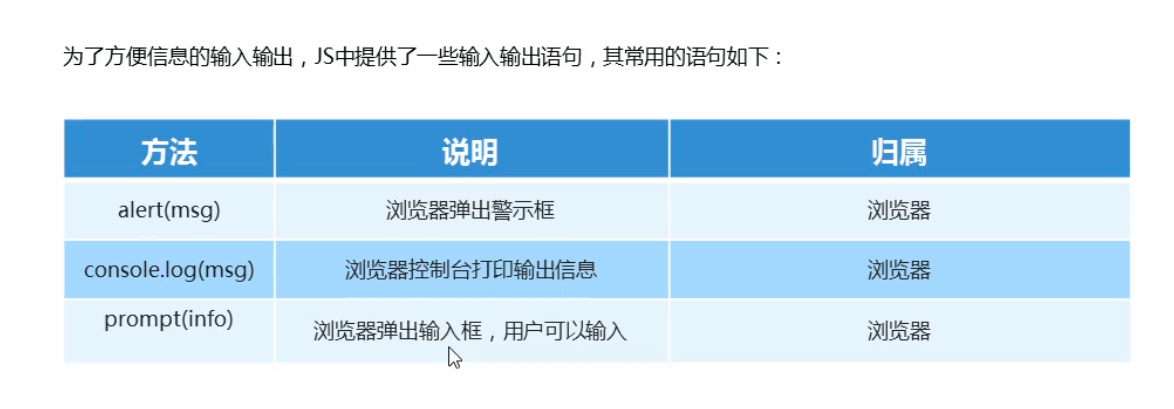 为了方便信息的输入输出，JS中提供了一些输入输出语句，其常用的语句如下：
方法 说明 归属
alert(msg) 浏览器弹出警示框 浏览器
console.log(msg) 浏览器控制台打印输出信息 浏览器
prompt(info) 浏览器弹出输入框，用户可以输入 浏览器